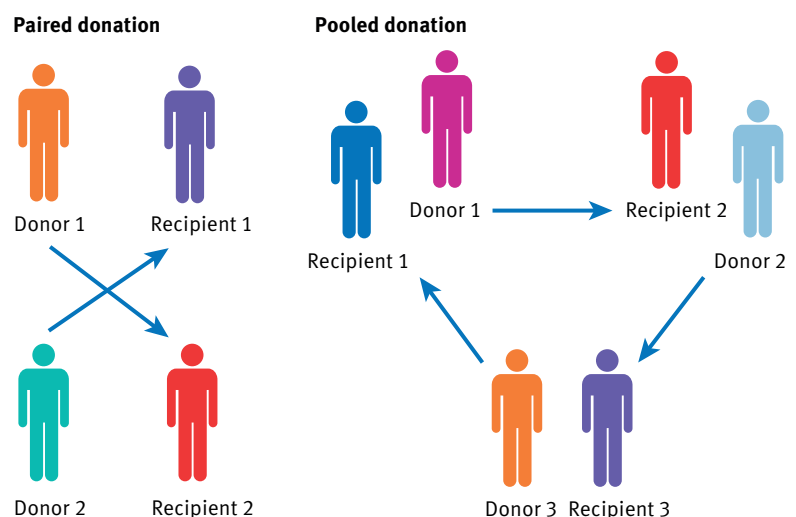 Paired donation
Pooled donation
Donor 1
Recipient 1
Donor 1
Recipient 2
Recipient 1
Donor 2
Donor 2
Recipient 2
Donor 3
Recipient 3